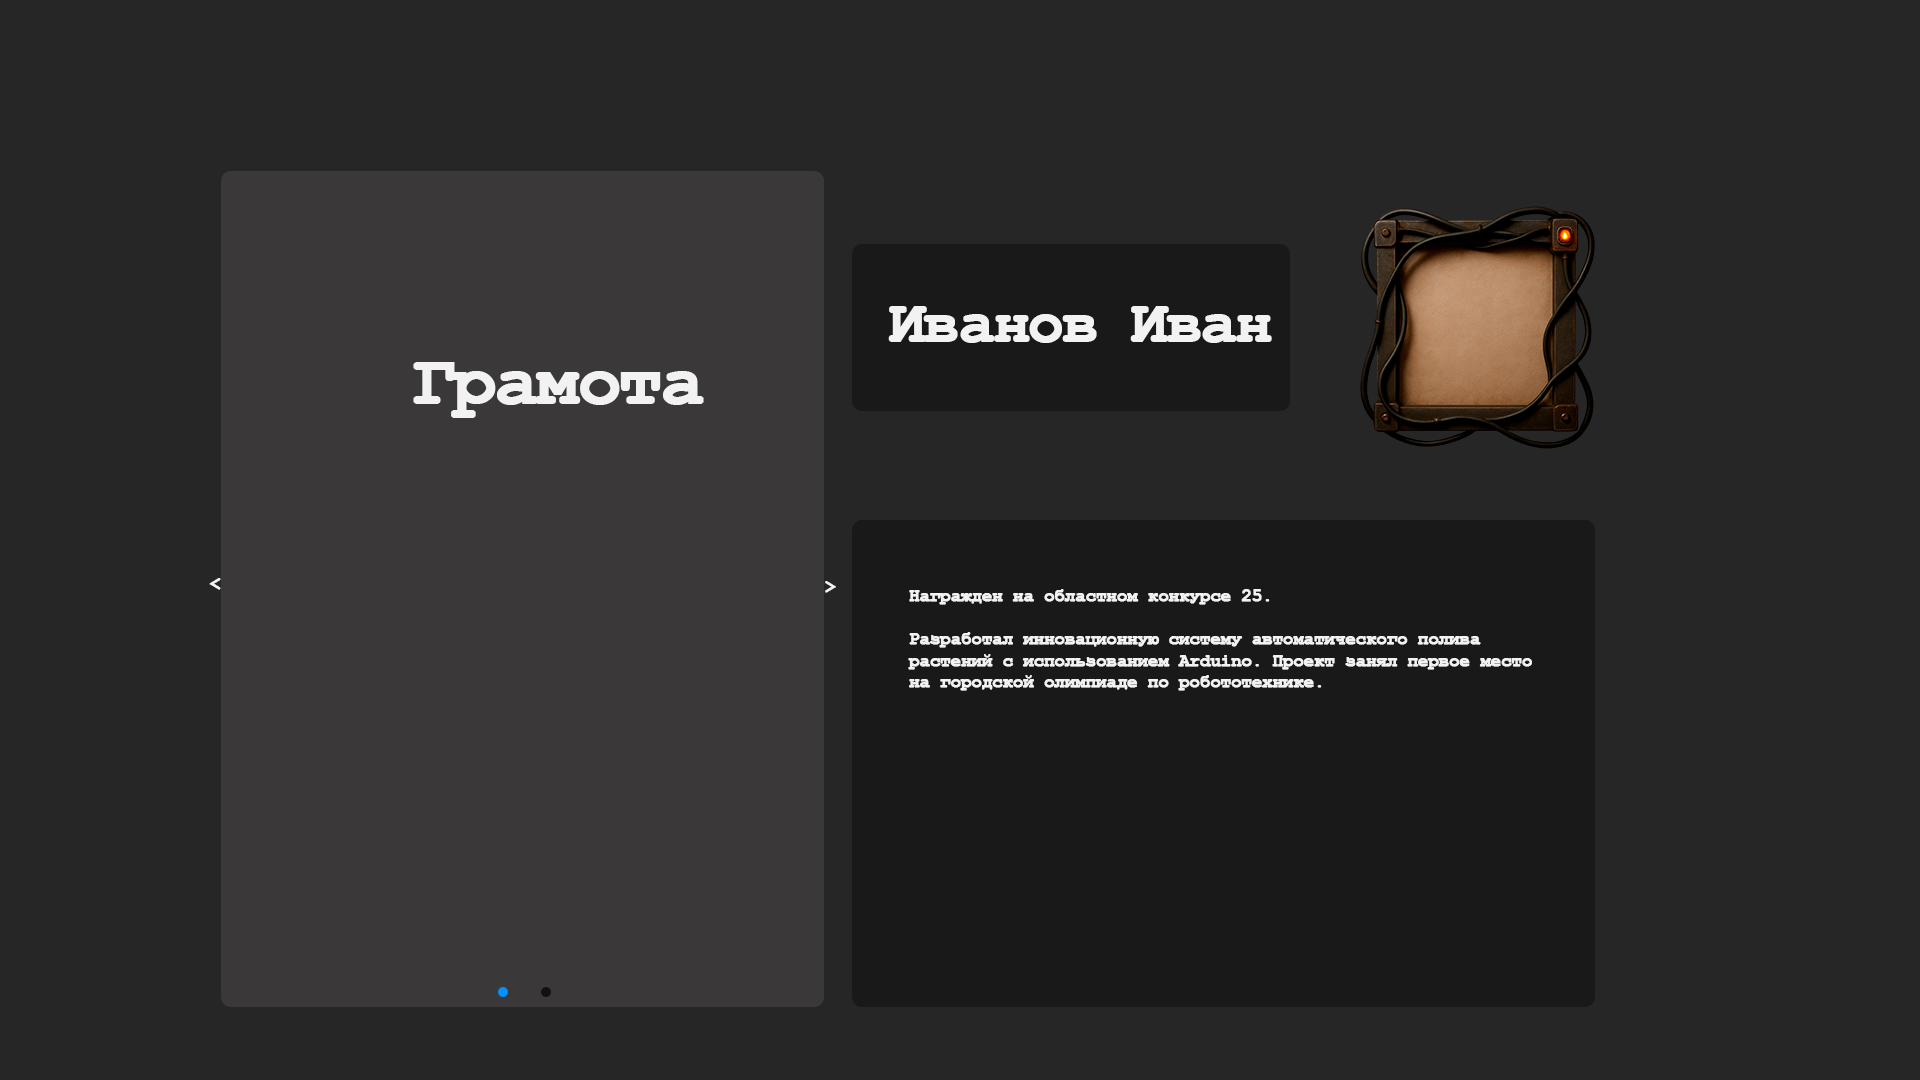 Грамота
Иванов Иван
<
>
Награжден на областном конкурсе 25.
Разработал инновационную систему автоматического полива
растений с использованием Arduino. Проект занял первое место
на городской олимпиаде по робототехнике.